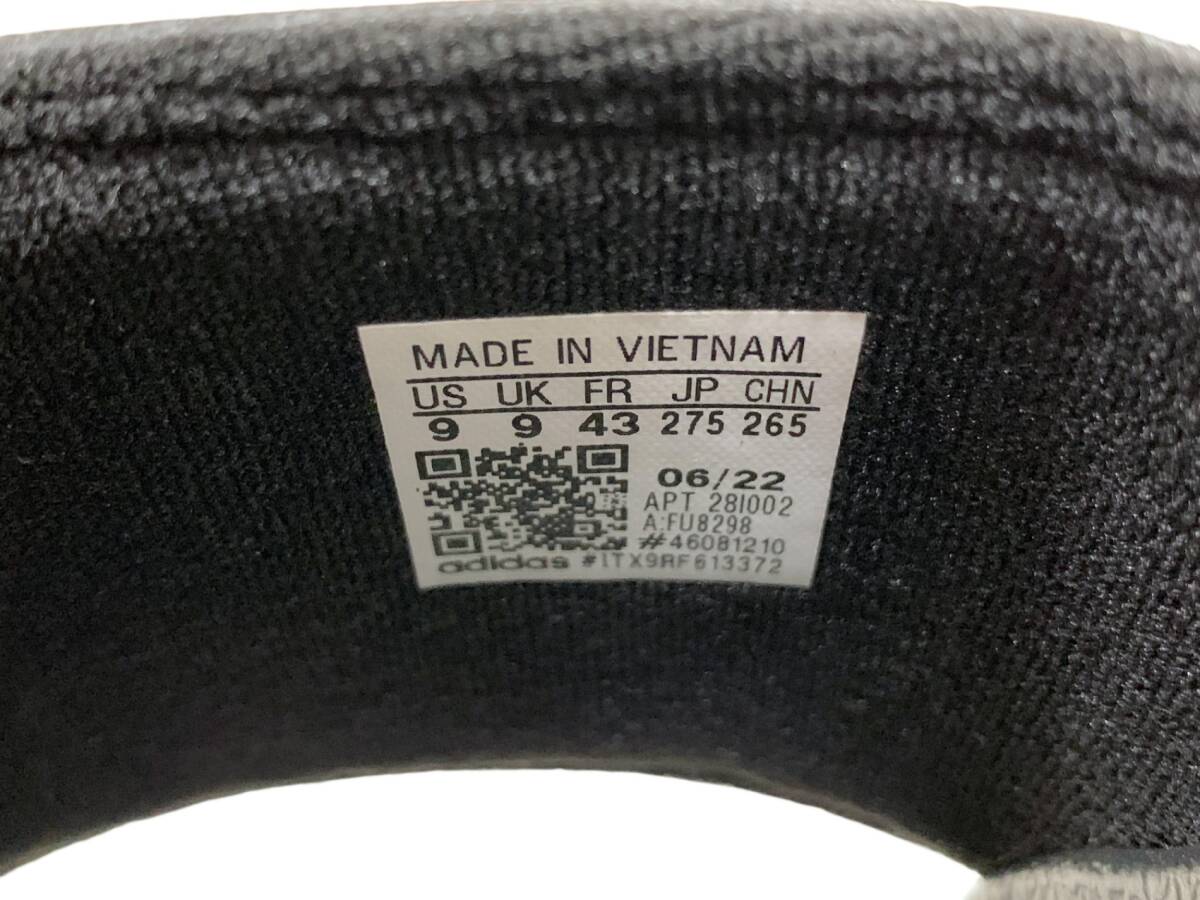 MADE IN VIETNAM
US UK FR JP CHN
9 9 43 275 265
06/22
APT 28I002
A:FU8298
#46081210
adidas #ITX9RF613372